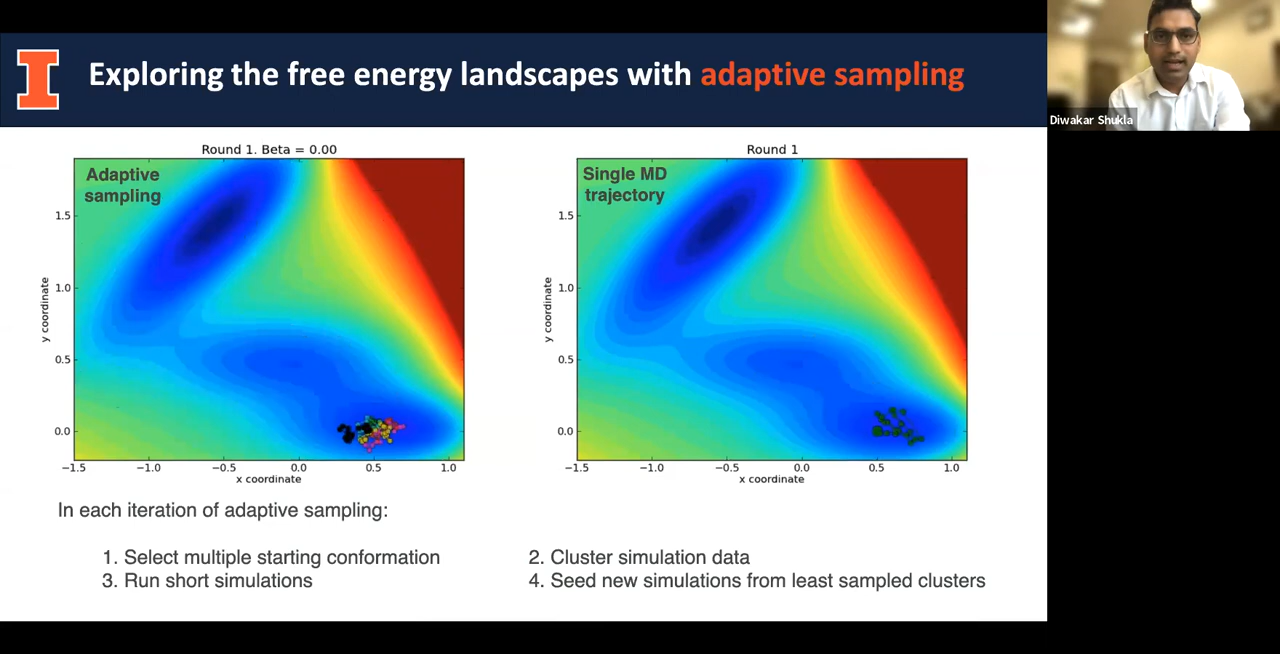 I Exploring the free energy landscapes with adaptive sampling
Diwakar Shukla
Round 1. Beta = 0.00
Adaptive
sampling
y coordinate
1.5
1.0
0.5
0.0
−1.5 −1.0 −0.5 0.0 0.5 1.0
x coordinate
Round 1
Single MD
trajectory
y coordinate
1.5
1.0
0.5
0.0
−1.5 −1.0 −0.5 0.0 0.5 1.0
x coordinate
In each iteration of adaptive sampling:
1. Select multiple starting conformation
2. Cluster simulation data
3. Run short simulations
4. Seed new simulations from least sampled clusters